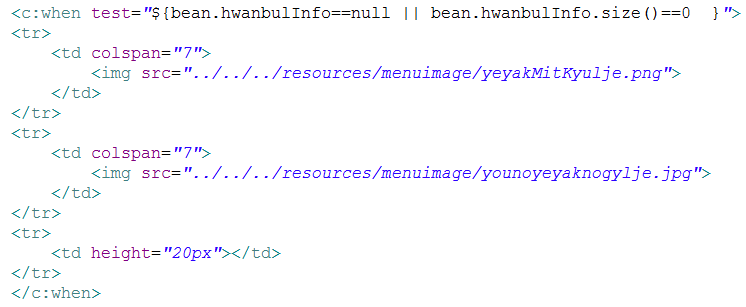 <c:when test="${bean.hwanbulInfo==null || bean.hwanbulInfo.size()==0  }">
<tr>
    <td colspan="7">
        <img src="../../../resources/menuimage/yeyakMitKyulje.png">
    </td>
</tr>
<tr>
    <td colspan="7">
        <img src="../../../resources/menuimage/younoyeyaknogylje.jpg">
    </td>
</tr>
<tr>
    <td height="20px"></td>
</tr>
</c:when>